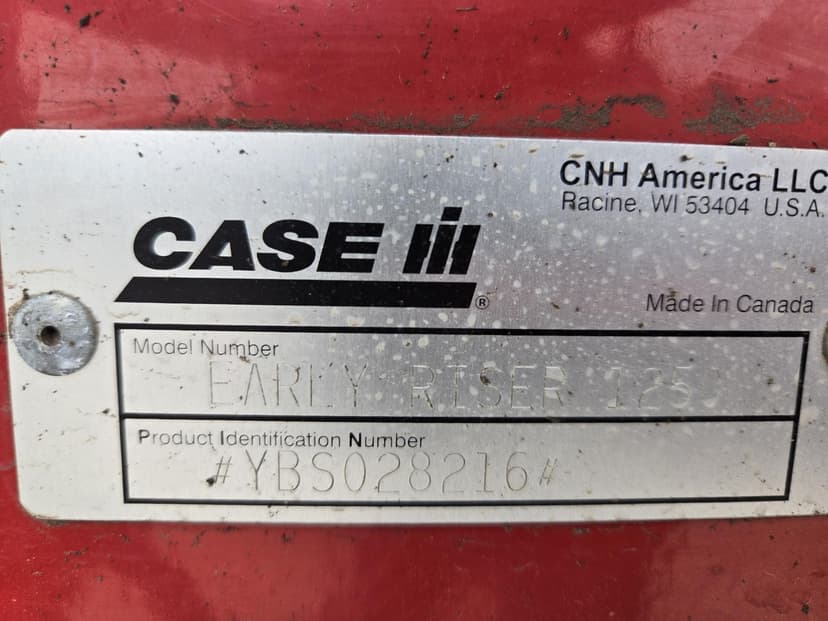 CNH America LLC
Racine, WI 53404 U.S.A.
CASE IH
®
Made In Canada
Model Number
EARLY RISER
Product Identification Number
#YBS028216#